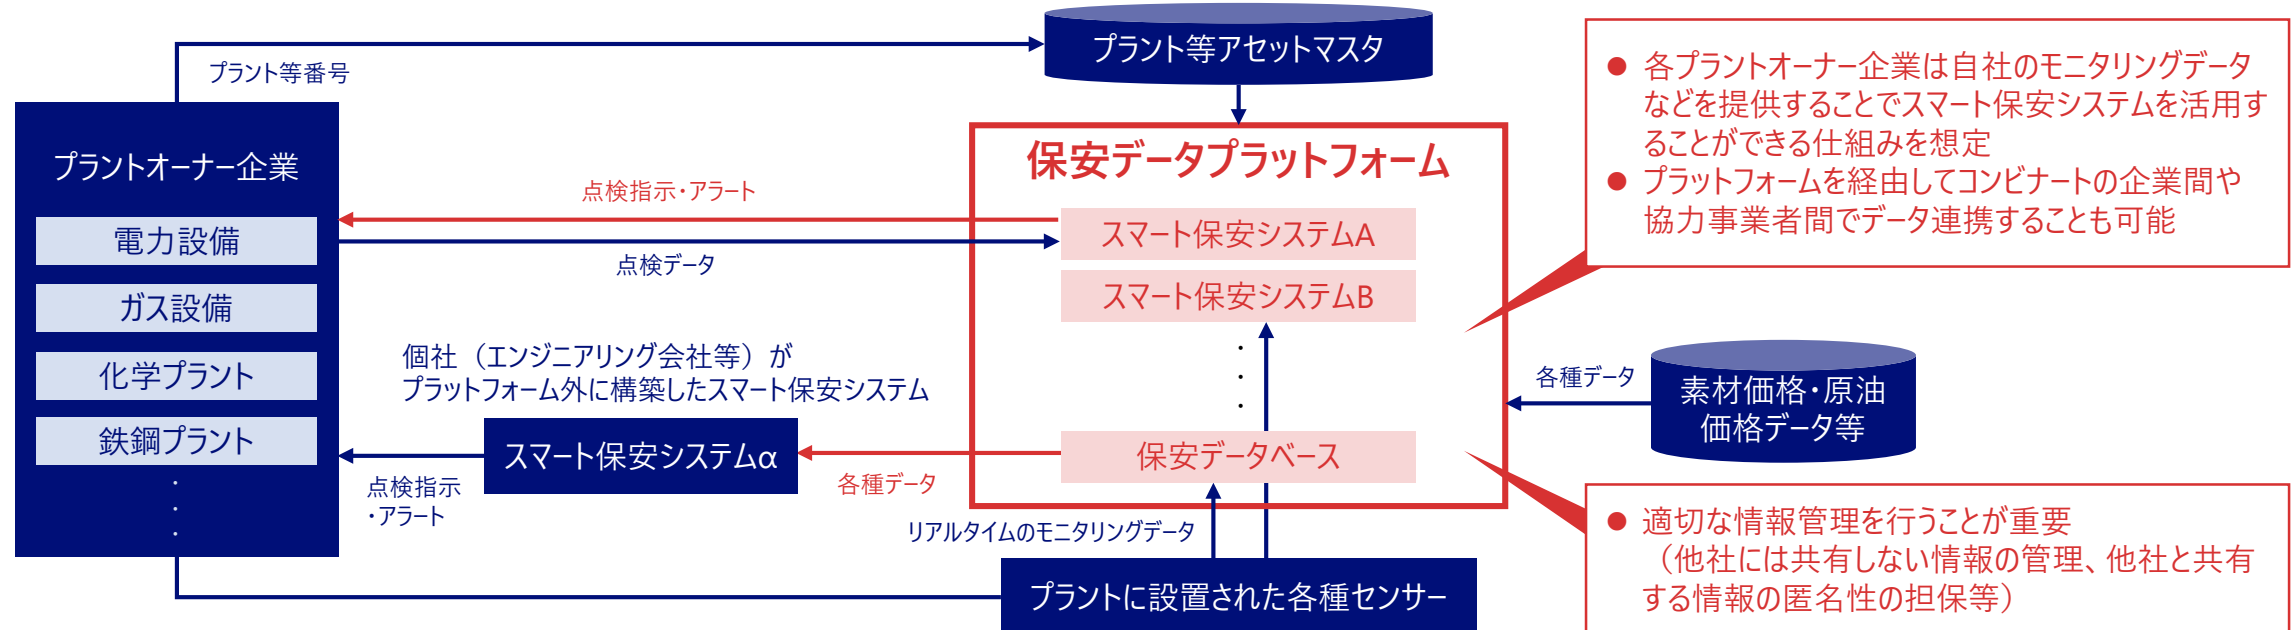 プラント等アセットマスタ
プラント等番号
プラントオーナー企業
電力設備
ガス設備
化学プラント
鉄鋼プラント
・
・
・
点検指示・アラート
点検データ
保安データプラットフォーム
スマート保安システムA
スマート保安システムB
・
・
・
保安データベース
個社（エンジニアリング会社等）が
プラットフォーム外に構築したスマート保安システム
スマート保安システムα
点検指示
・アラート
各種データ
リアルタイムのモニタリングデータ
プラントに設置された各種センサー
各種データ
素材価格・原油
価格データ等
● 各プラントオーナー企業は自社のモニタリングデータ
などを提供することでスマート保安システムを活用す
ることができる仕組みを想定
● プラットフォームを経由してコンビナートの企業間や
協力事業者間でデータ連携することも可能
● 適切な情報管理を行うことが重要
（他社には共有しない情報の管理、他社と共有
する情報の匿名性の担保等）